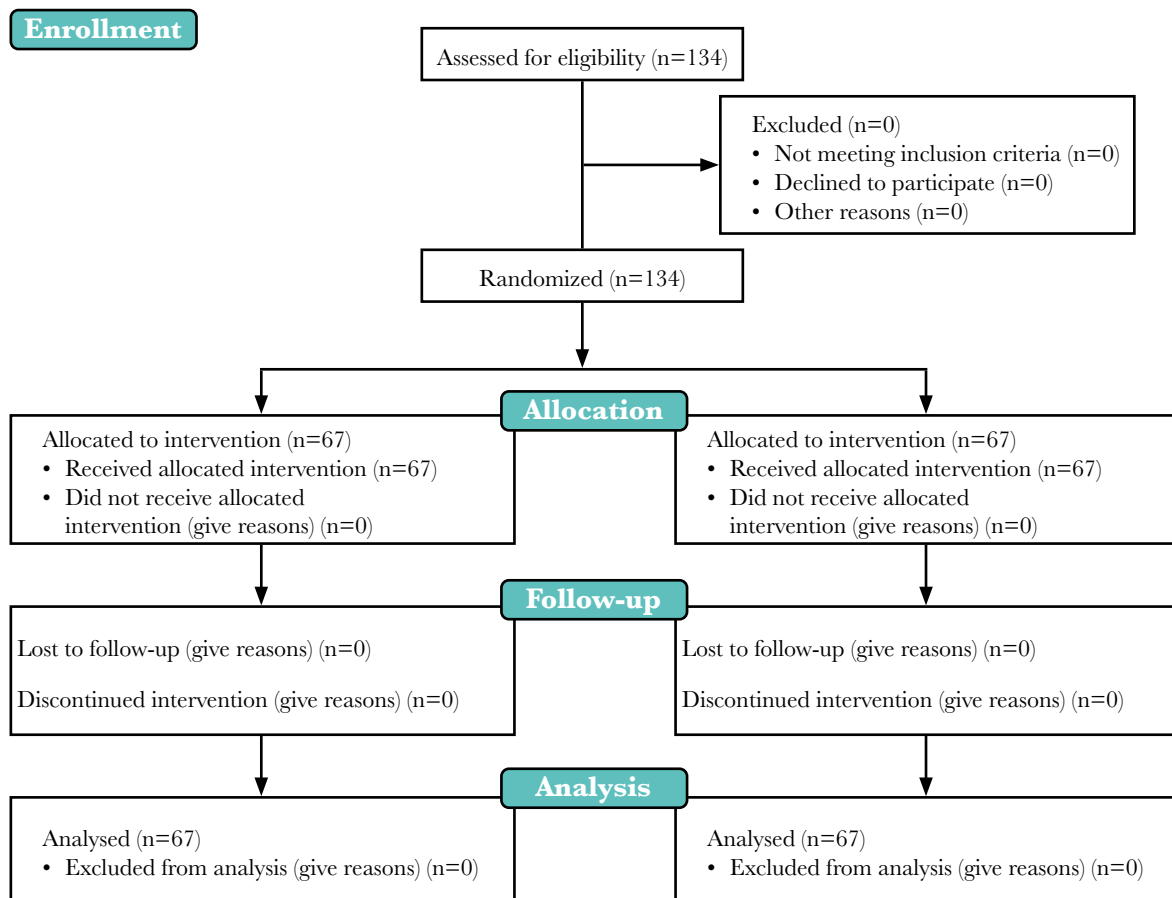 Enrollment
Assessed for eligibility (n=134)
Excluded (n=0)
• Not meeting inclusion criteria (n=0)
• Declined to participate (n=0)
• Other reasons (n=0)
Randomized (n=134)
Allocation
Allocated to intervention (n=67)
• Received allocated intervention (n=67)
• Did not receive allocated
intervention (give reasons) (n=0)
Allocated to intervention (n=67)
• Received allocated intervention (n=67)
• Did not receive allocated
intervention (give reasons) (n=0)
Follow-up
Lost to follow-up (give reasons) (n=0)
Discontinued intervention (give reasons) (n=0)
Lost to follow-up (give reasons) (n=0)
Discontinued intervention (give reasons) (n=0)
Analysis
Analysed (n=67)
• Excluded from analysis (give reasons) (n=0)
Analysed (n=67)
• Excluded from analysis (give reasons) (n=0)